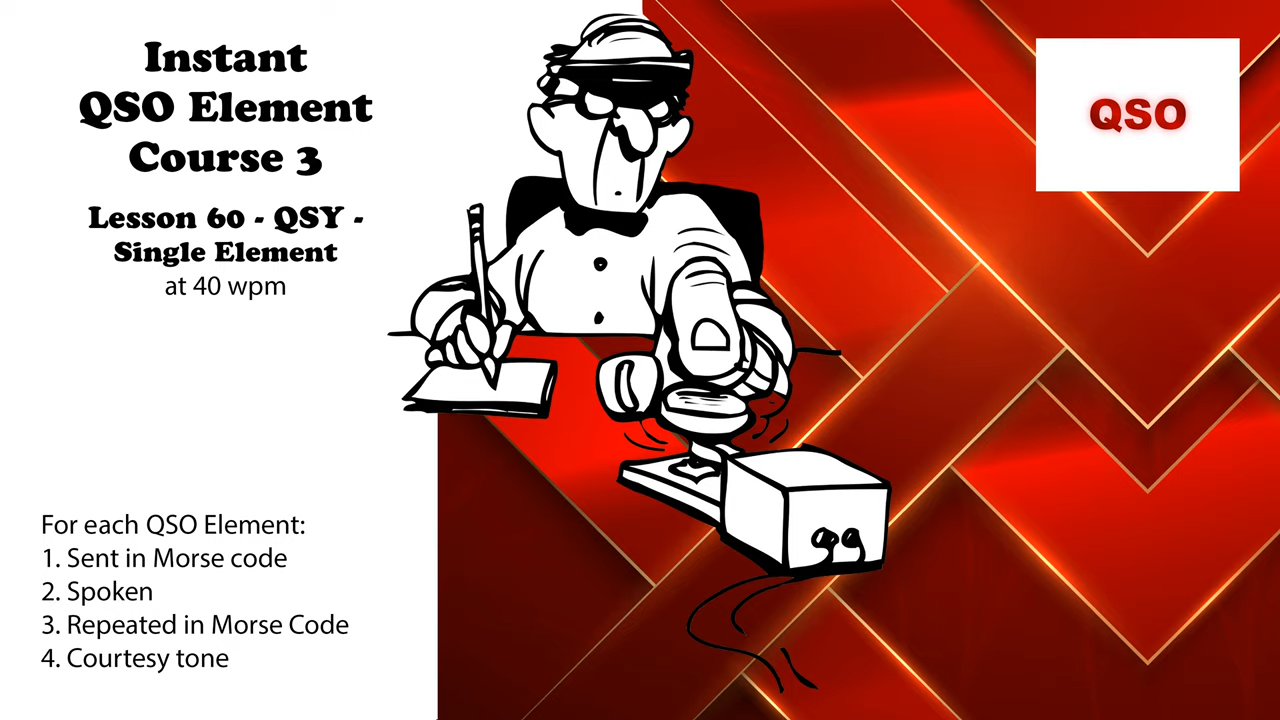 Instant
QSO Element
Course 3
Lesson 60 - QSY -
Single Element
at 40 wpm
QSO
For each QSO Element:
1. Sent in Morse code
2. Spoken
3. Repeated in Morse Code
4. Courtesy tone